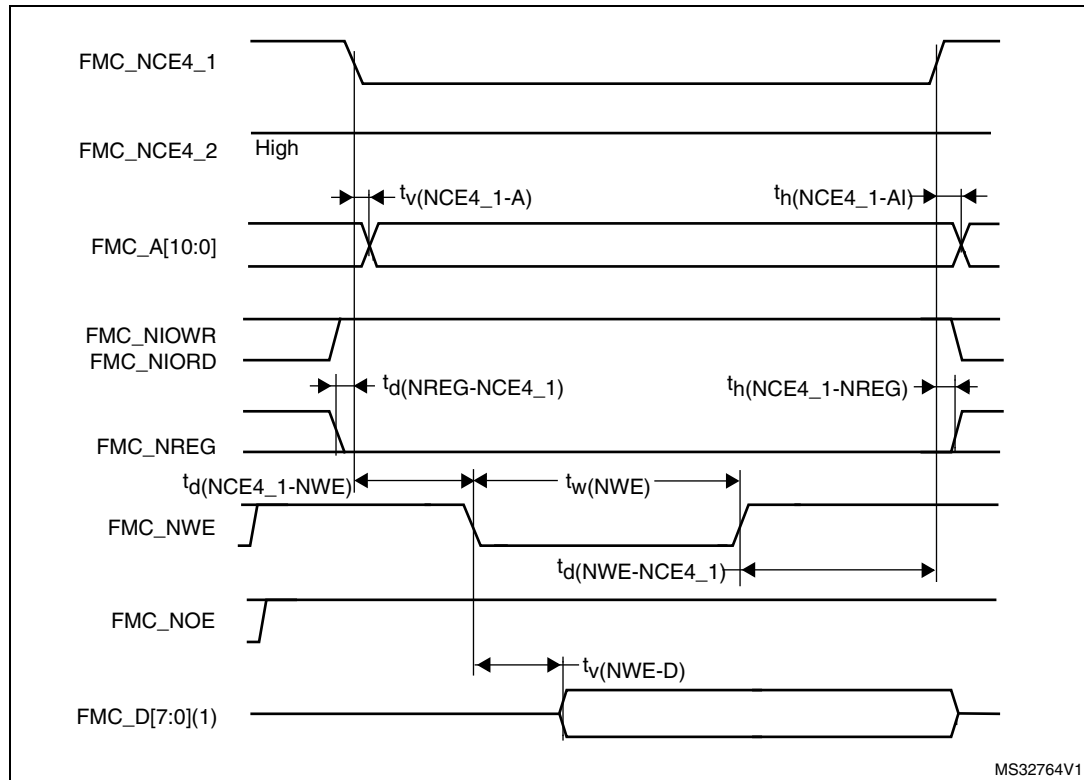 FMC_NCE4_1
FMC_NCE4_2
High
tv(NCE4_1-A)
th(NCE4_1-AI)
FMC_A[10:0]
FMC_NIOWR
FMC_NIORD
td(NREG-NCE4_1)
th(NCE4_1-NREG)
FMC_NREG
td(NCE4_1-NWE)
tw(NWE)
FMC_NWE
td(NWE-NCE4_1)
FMC_NOE
tv(NWE-D)
FMC_D[7:0](1)
MS32764V1